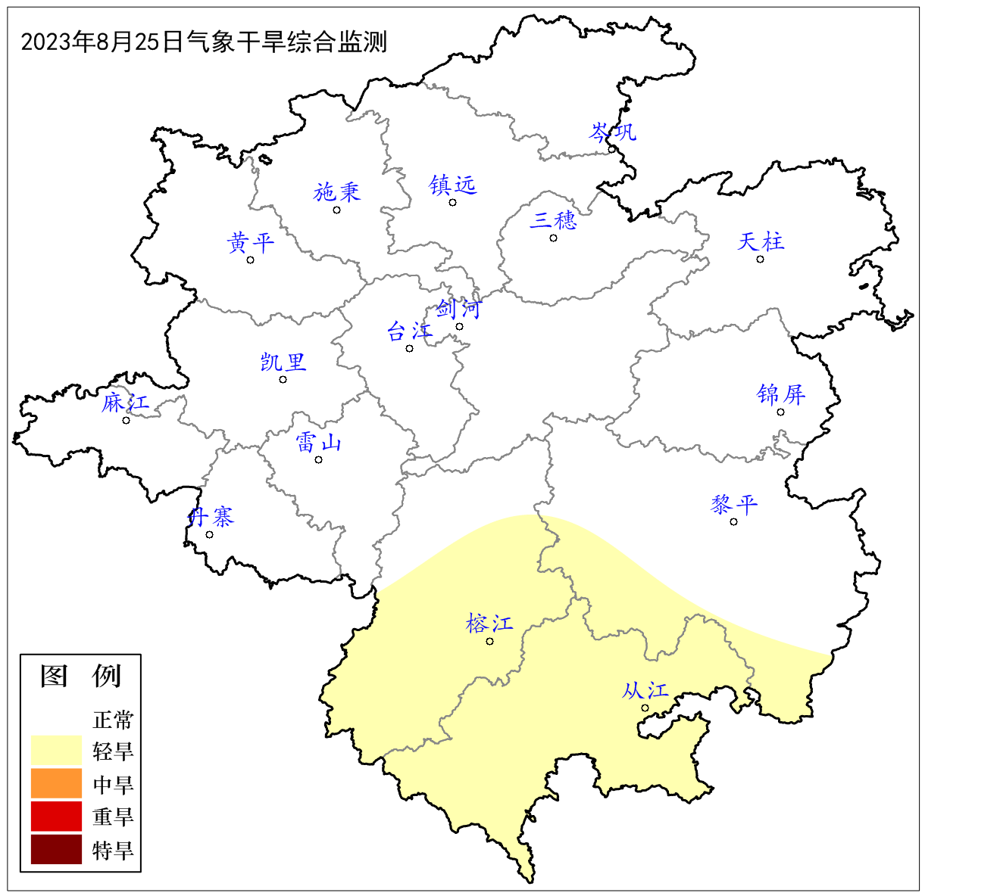 2023年8月25日气象干旱综合监测
岑巩
施秉
镇远
三穗
黄平
天柱
剑河
台江
凯里
锦屏
麻江
雷山
黎平
丹寨
榕江
从江
图 例
正常
轻旱
中旱
重旱
特旱